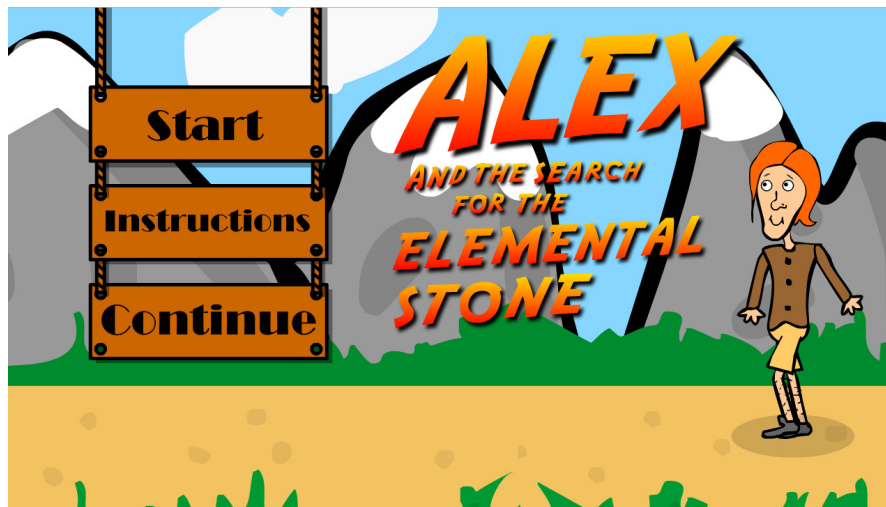 Start
Instructions
Continue
ALEX
AND THE SEARCH
FOR THE
ELEMENTAL
STONE